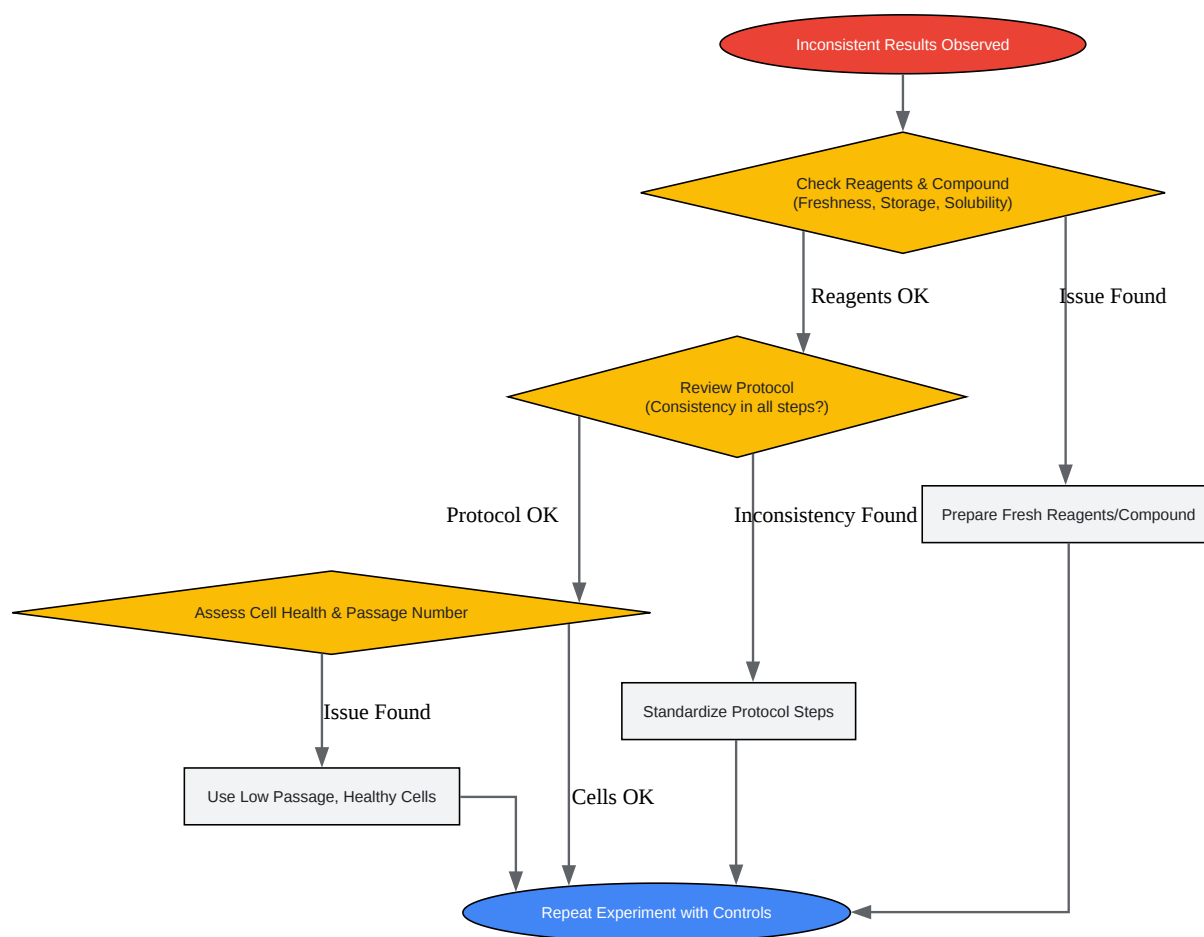 Inconsistent Results Observed
Check Reagents & Compound
(Freshness, Storage, Solubility)
Reagents OK
Issue Found
Review Protocol
(Consistency in all steps?)
Protocol OK
Inconsistency Found
Prepare Fresh Reagents/Compound
Assess Cell Health & Passage Number
Issue Found
Standardize Protocol Steps
Use Low Passage, Healthy Cells
Cells OK
Repeat Experiment with Controls